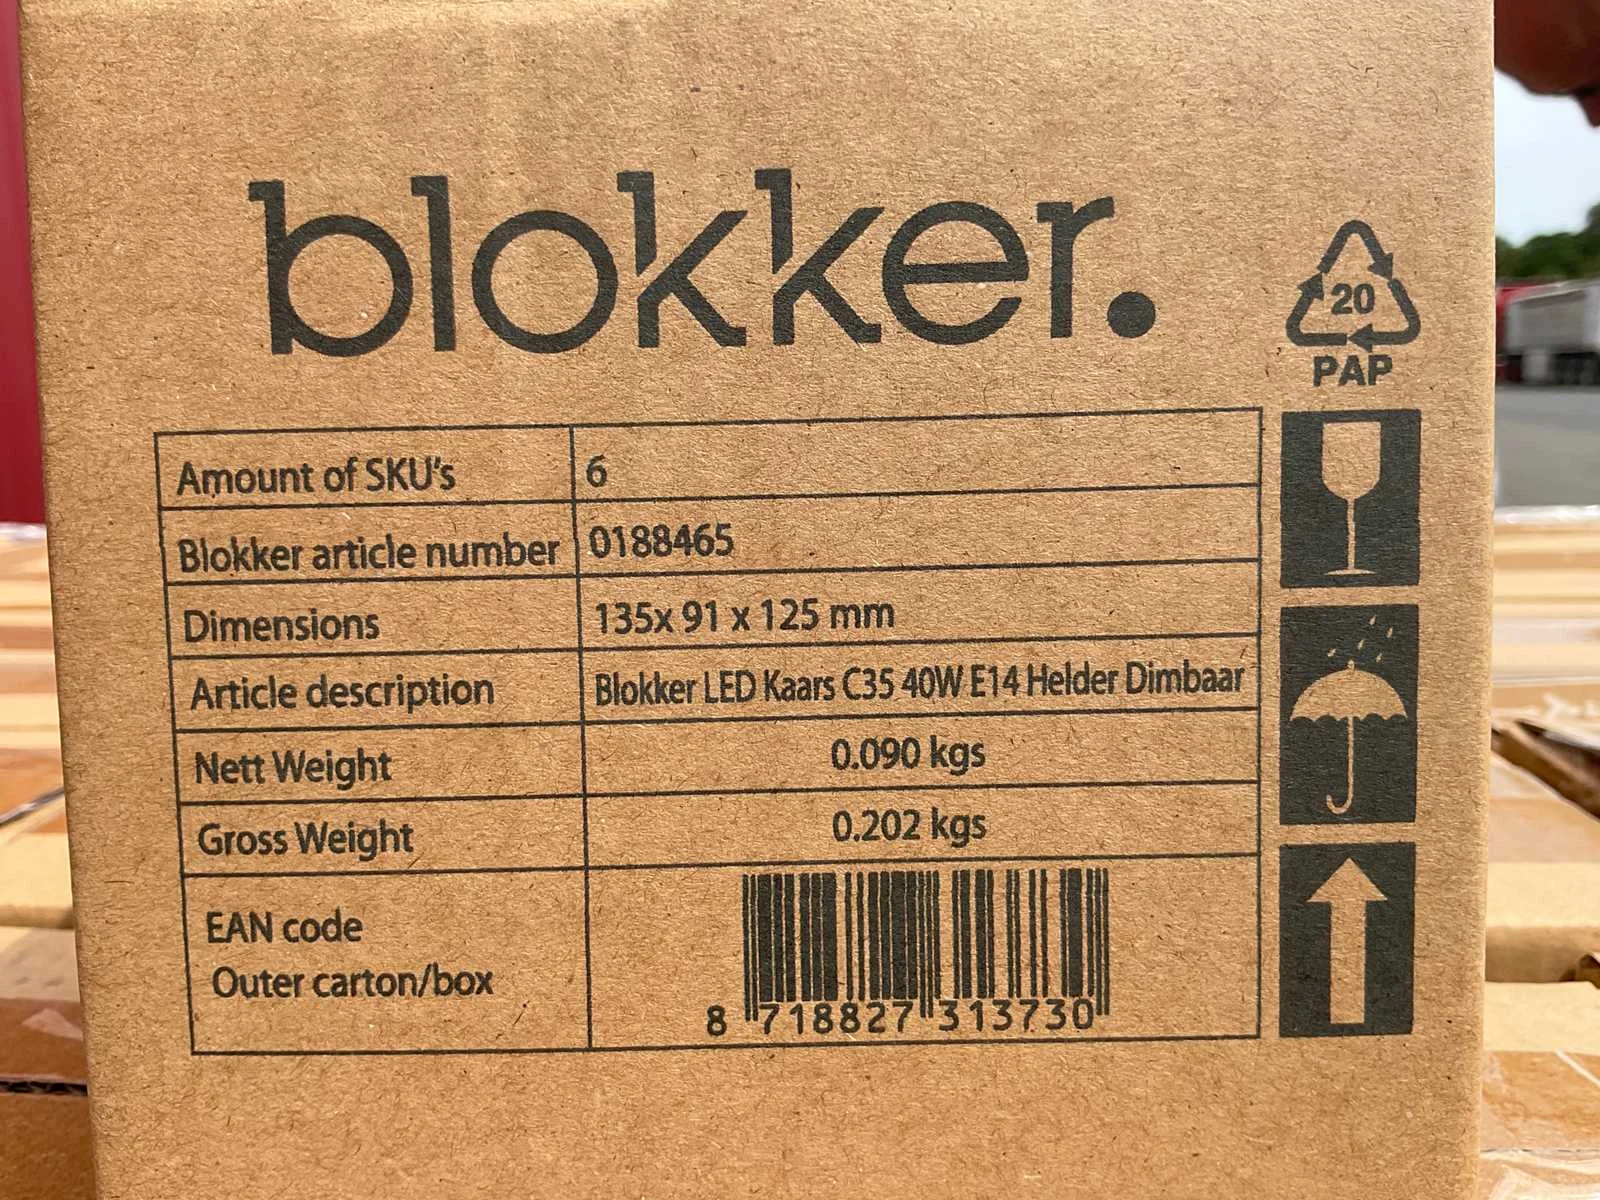 blokker.
20
PAP
Amount of SKU's 6
Blokker article number 0188465
Dimensions 135x 91 x 125 mm
Article description Blokker LED Kaars C35 40W E14 Helder Dimbaar
Nett Weight 0.090 kgs
Gross Weight 0.202 kgs
EAN code
Outer carton/box
8 718827 313730